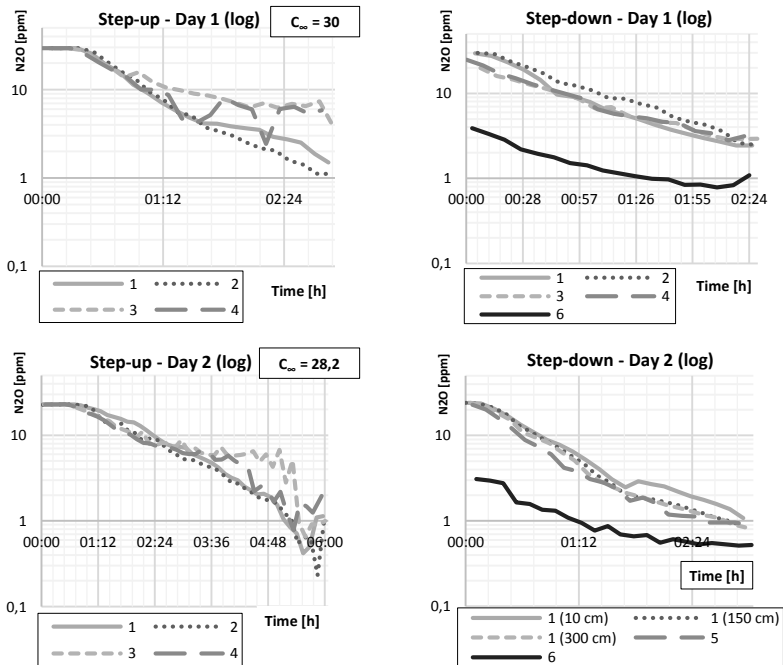 Step-up - Day 1 (log)
C∞ = 30
N2O [ppm]
10
1
0,1
00:00
01:12
02:24
Time [h]
1
2
3
4
Step-down - Day 1 (log)
N2O [ppm]
10
1
0,1
00:00
00:28
00:57
01:26
01:55
02:24
Time [h]
1
2
3
4
6
Step-up - Day 2 (log)
C∞ = 28,2
N2O [ppm]
10
1
0,1
00:00
01:12
02:24
03:36
04:48
06:00
Time [h]
1
2
3
4
Step-down - Day 2 (log)
N2O [ppm]
10
1
0,1
00:00
01:12
02:24
Time [h]
1 (10 cm)
1 (150 cm)
1 (300 cm)
5
6